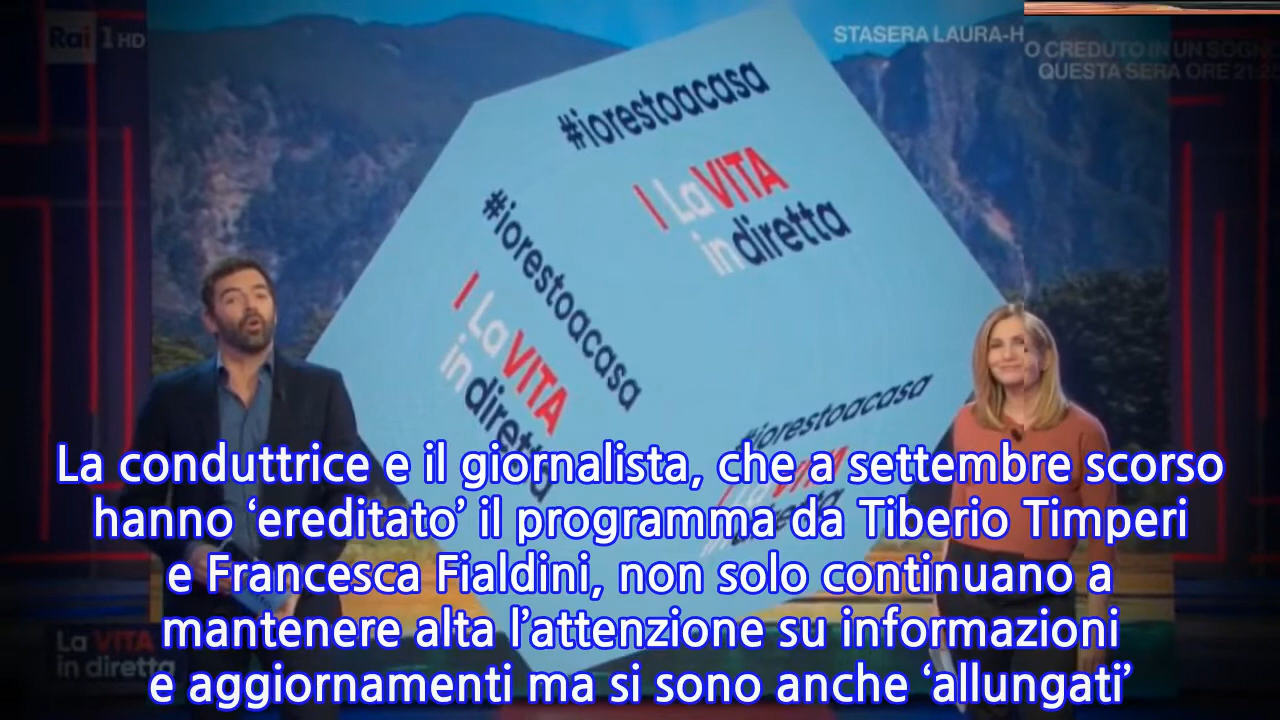 Rai 1 HD
STASERA LAURA-H
O CREDUTO IN UN SOGNO
QUESTA SERA ORE 21:25
#iorestoacasa
La VITA
in diretta
#iorestoacasa
La VITA
in diretta
#iorestoacasa
La conduttrice e il giornalista, che a settembre scorso
hanno ‘ereditato’ il programma da Tiberio Timperi
e Francesca Fialdini, non solo continuano a
mantenere alta l’attenzione su informazioni
e aggiornamenti ma si sono anche ‘allungati’
La VITA
in diretta